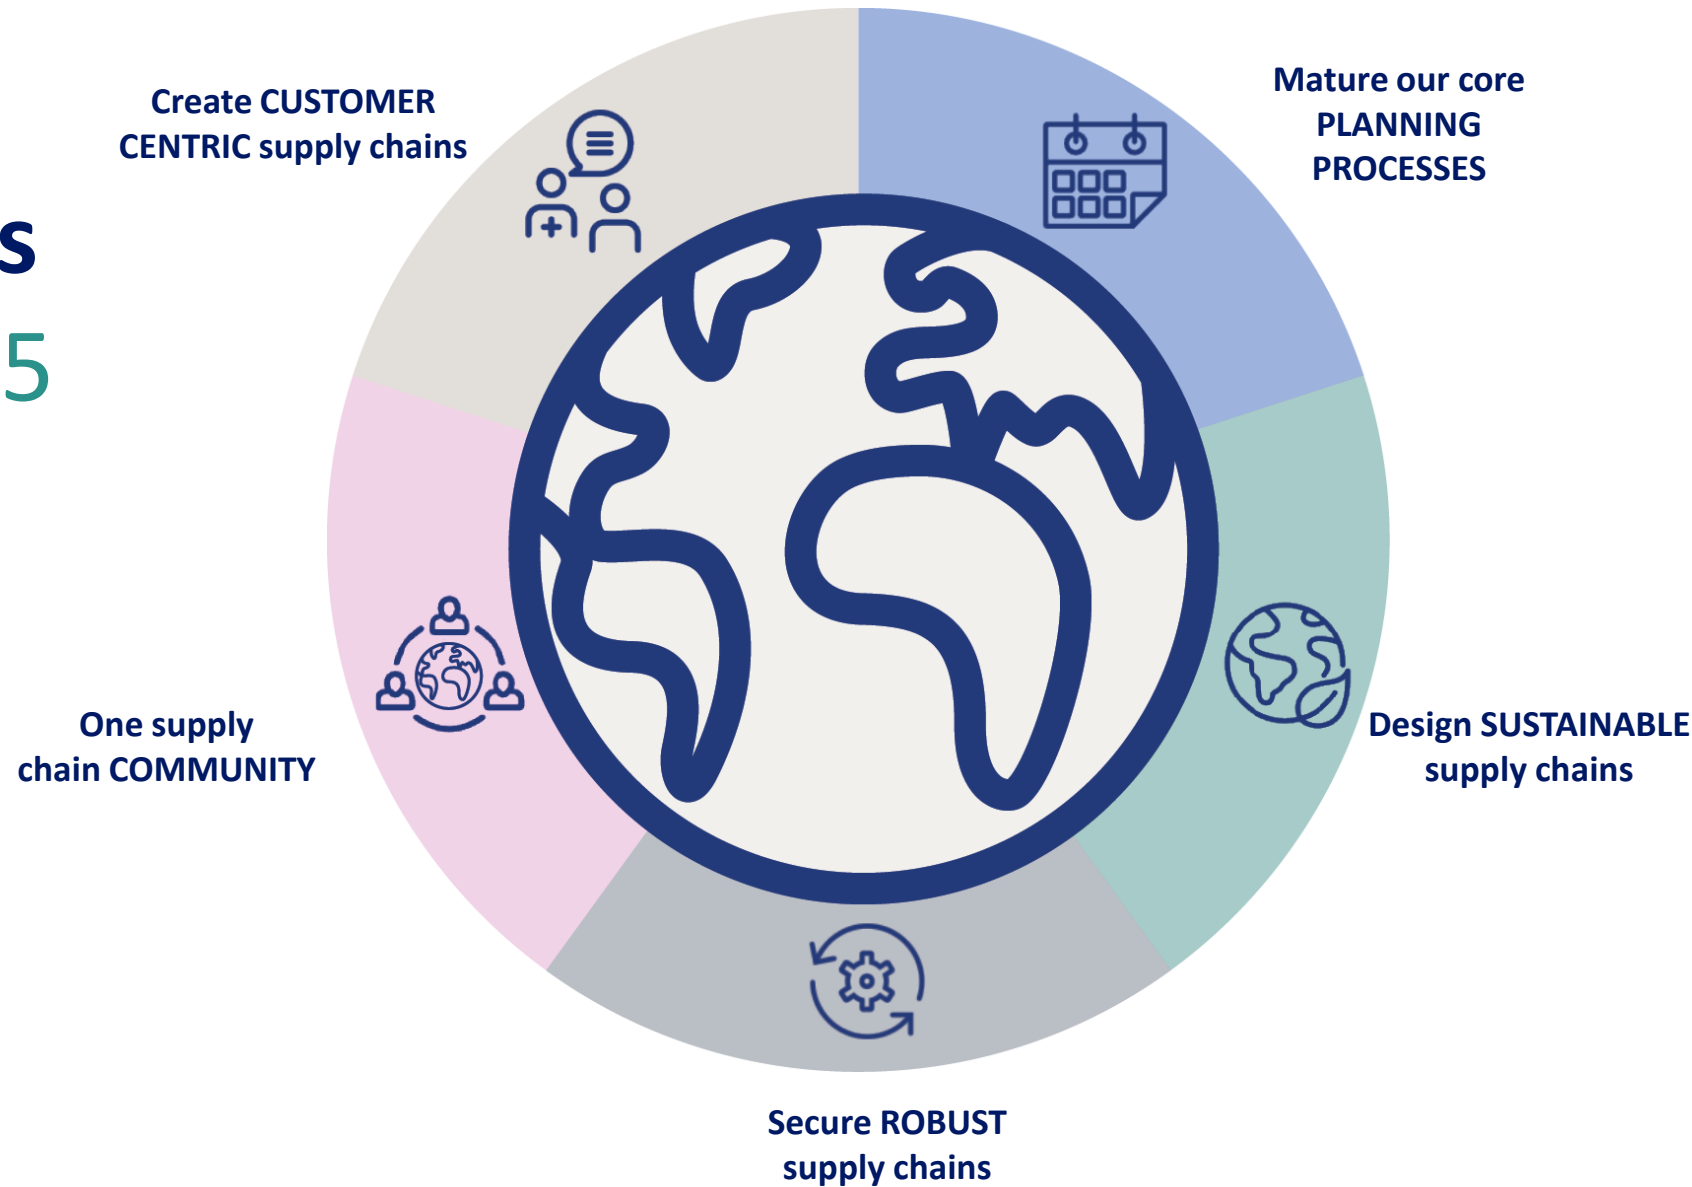 Create CUSTOMER
CENTRIC supply chains
Mature our core
PLANNING
PROCESSES
s
5
One supply
chain COMMUNITY
Design SUSTAINABLE
supply chains
Secure ROBUST
supply chains